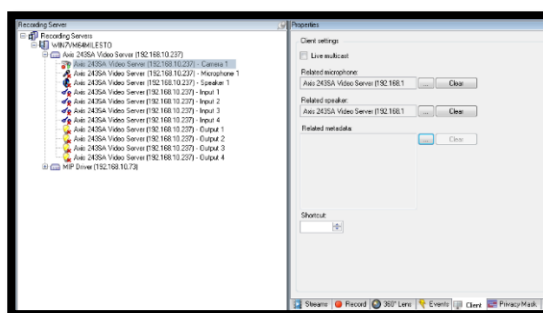 Recording Server
Recording Servers
WIN7VM64MILESTO
Axis 243SA Video Server (192.168.10.237)
Axis 243SA Video Server (192.168.10.237) - Camera 1
Axis 243SA Video Server (192.168.10.237) - Microphone 1
Axis 243SA Video Server (192.168.10.237) - Speaker 1
Axis 243SA Video Server (192.168.10.237) - Input 1
Axis 243SA Video Server (192.168.10.237) - Input 2
Axis 243SA Video Server (192.168.10.237) - Input 3
Axis 243SA Video Server (192.168.10.237) - Input 4
Axis 243SA Video Server (192.168.10.237) - Output 1
Axis 243SA Video Server (192.168.10.237) - Output 2
Axis 243SA Video Server (192.168.10.237) - Output 3
Axis 243SA Video Server (192.168.10.237) - Output 4
MIP Driver (192.168.10.73)
Properties
Client settings
Live multicast
Related microphone:
Axis 243SA Video Server (192.168.1 ... Clear
Related speaker:
Axis 243SA Video Server (192.168.1 ... Clear
Related metadata:
... Clear
Shortcut:
Streams Record 360° Lens Events Client Privacy Mask